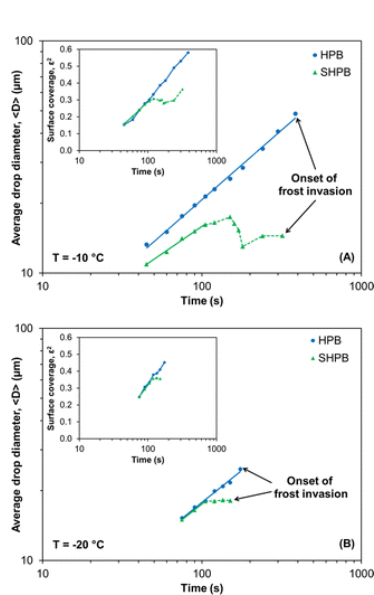 100
HPB
SHPB
Average drop diameter, <D> (µm)
Surface coverage, ε²
0.6
0.5
0.4
0.3
0.2
0.1
0.0
10
100
1000
Time (s)
Onset of
frost invasion
T = -10 °C
(A)
10
10
100
1000
Time (s)
100
HPB
SHPB
Average drop diameter, <D> (µm)
Surface coverage, ε²
0.6
0.5
0.4
0.3
0.2
0.1
0.0
10
100
1000
Time (s)
Onset of
frost invasion
T = -20 °C
(B)
10
10
100
1000
Time (s)